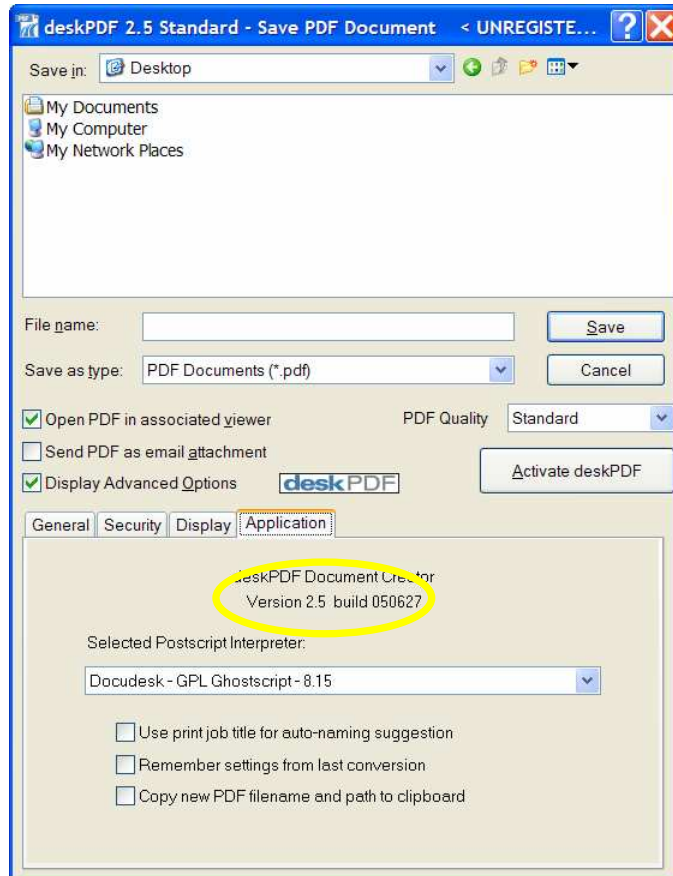 deskPDF 2.5 Standard - Save PDF Document < UNREGISTE...
Save in: Desktop
My Documents
My Computer
My Network Places
File name: Save
Save as type: PDF Documents (*.pdf) Cancel
Open PDF in associated viewer PDF Quality Standard
Send PDF as email attachment
Activate deskPDF
Display Advanced Options deskPDF
General Security Display Application
deskPDF Document Creator
Version 2.5 build 050627
Selected Postscript Interpreter:
Docudesk - GPL Ghostscript - 8.15
Use print job title for auto-naming suggestion
Remember settings from last conversion
Copy new PDF filename and path to clipboard